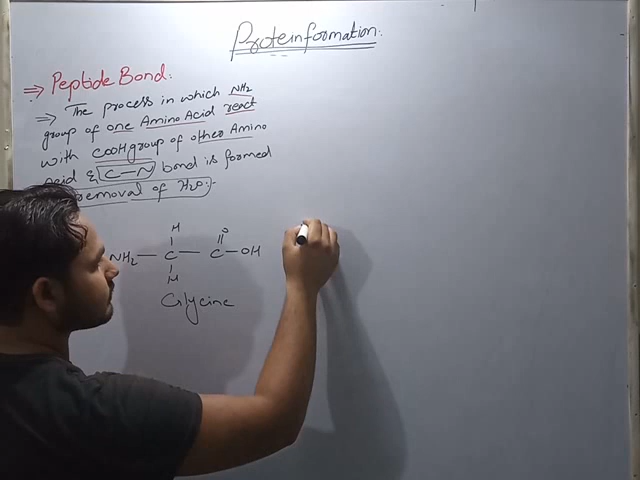 Proteinformation:
⇒ Peptide Bond:
⇒ The process in which NH₂
group of one Amino Acid react
with COOH group of other Amino
Acid & C—N bond is formed
removal of H₂O:-
H O
NH₂—C—C—OH
H
Glycine